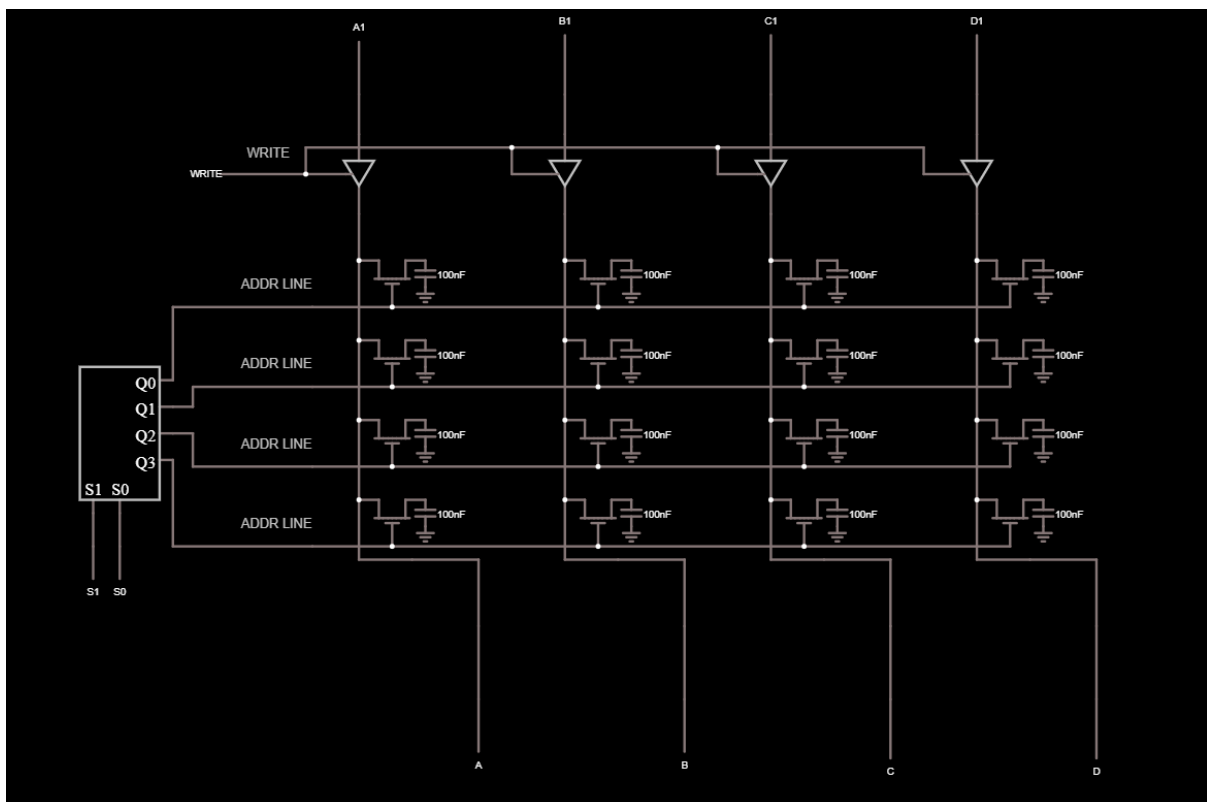 A1 B1 C1 D1
WRITE
WRITE
ADDR LINE 100nF 100nF 100nF 100nF
ADDR LINE 100nF 100nF 100nF 100nF
Q0
Q1
ADDR LINE 100nF 100nF 100nF 100nF
Q2
Q3
S1 S0
ADDR LINE 100nF 100nF 100nF 100nF
S1 S0
A B C D